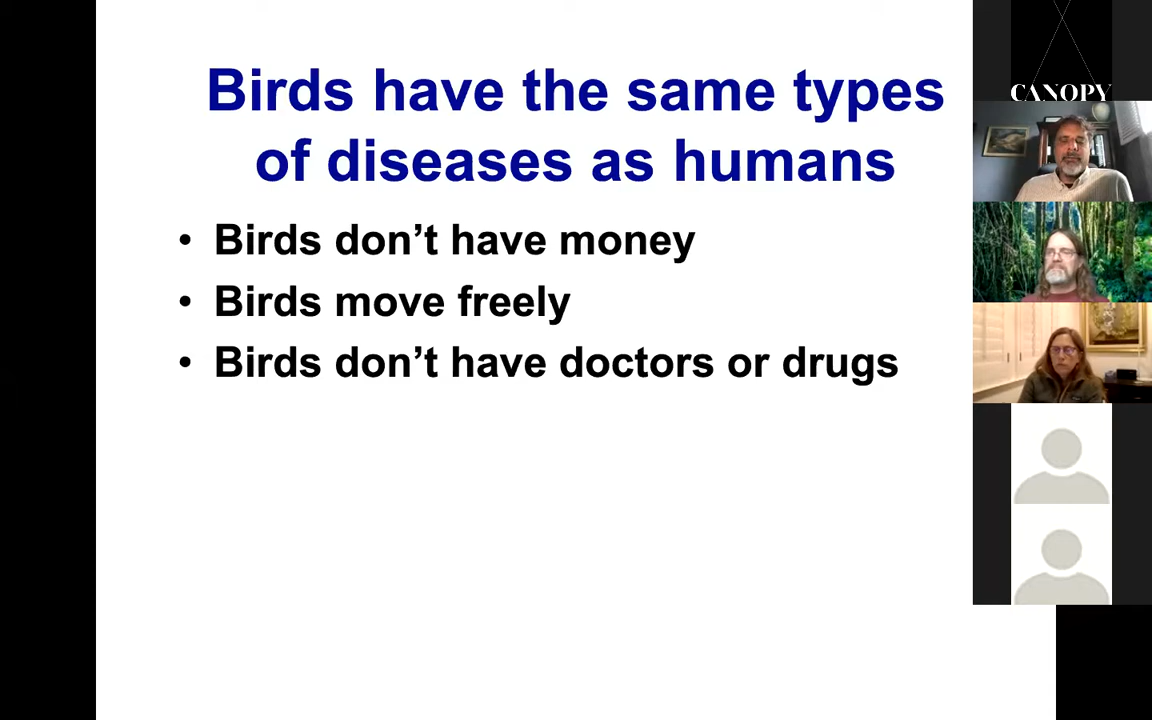 Birds have the same types
of diseases as humans
• Birds don’t have money
• Birds move freely
• Birds don’t have doctors or drugs
CANOPY